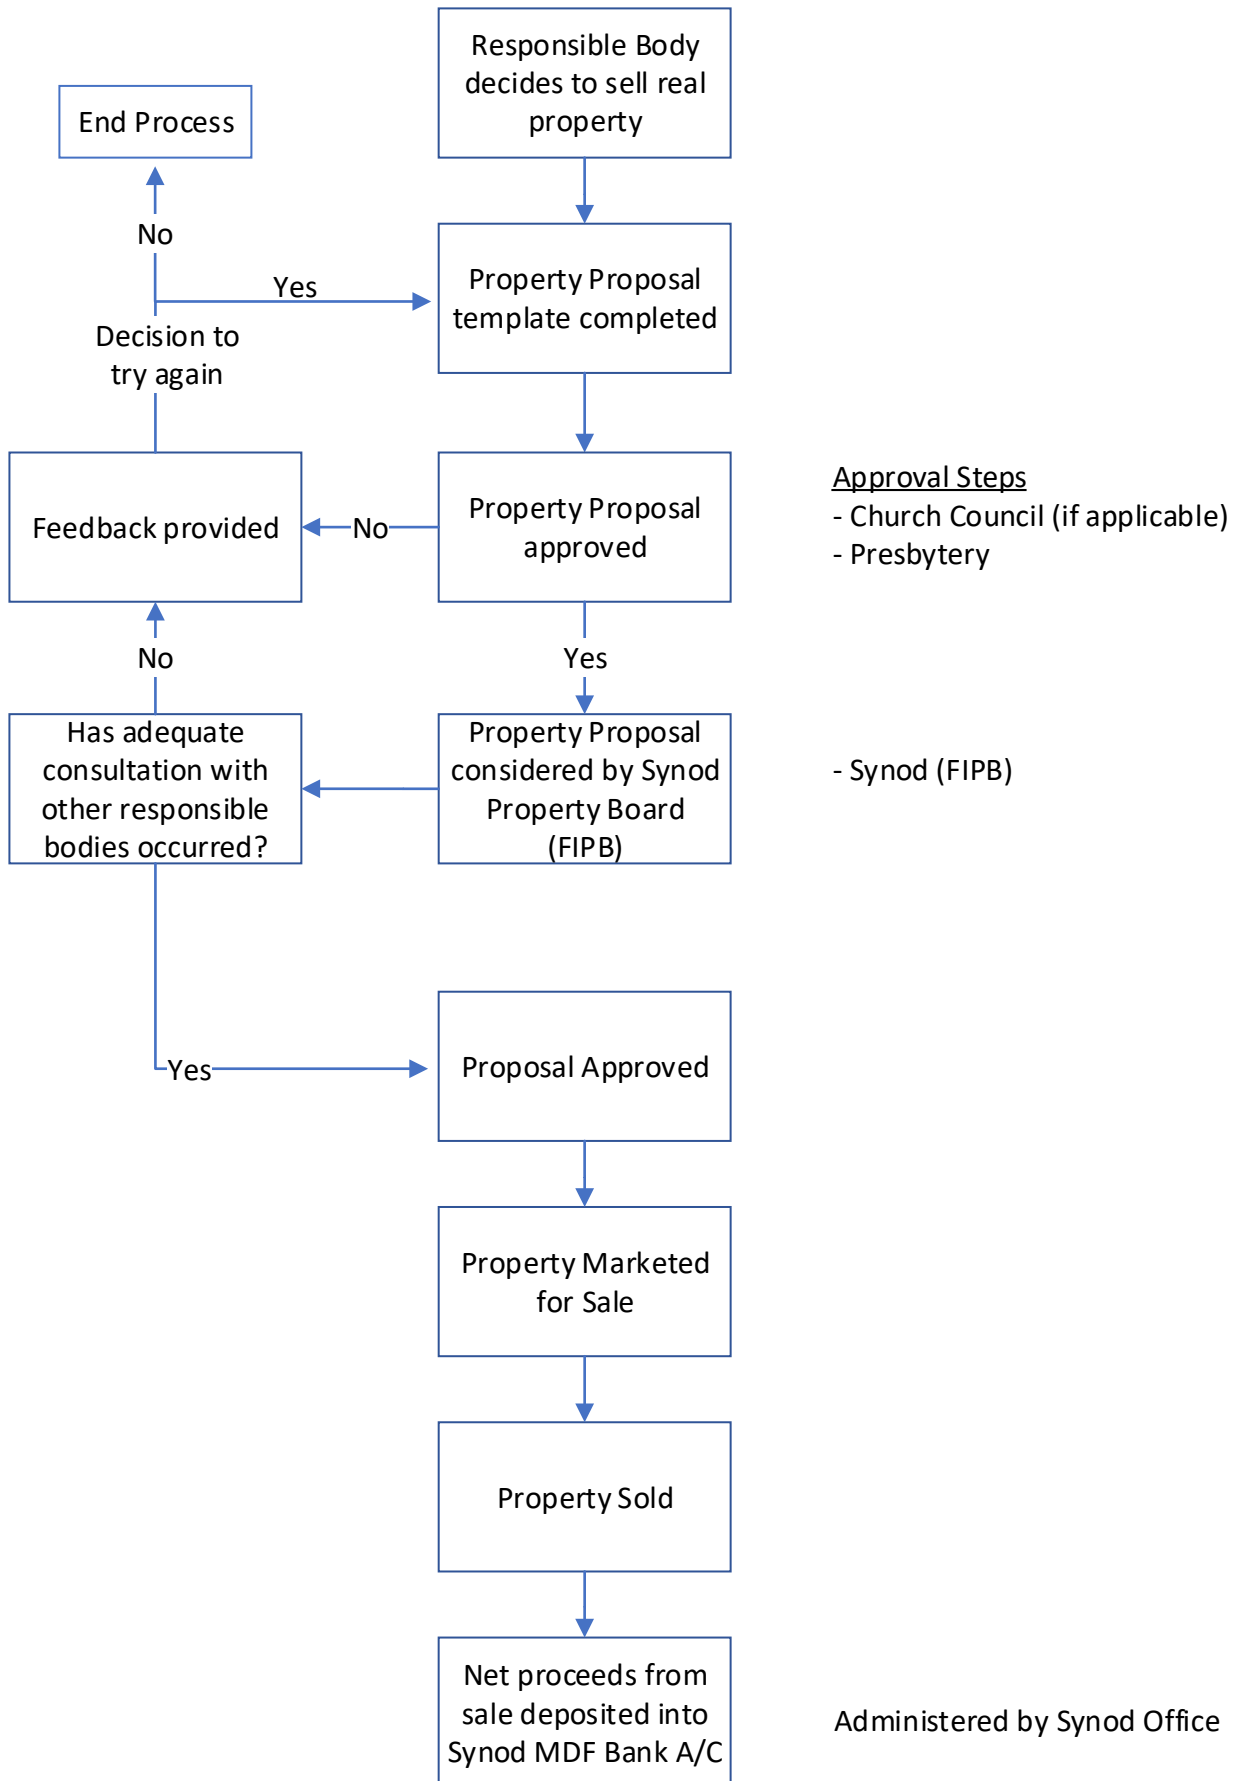 Responsible Body
decides to sell real
property
End Process
No
Yes
Property Proposal
template completed
Decision to
try again
Feedback provided
No
Property Proposal
approved
Approval Steps
- Church Council (if applicable)
- Presbytery
No
Yes
Has adequate
consultation with
other responsible
bodies occurred?
Property Proposal
considered by Synod
Property Board
(FIPB)
- Synod (FIPB)
Yes
Proposal Approved
Property Marketed
for Sale
Property Sold
Net proceeds from
sale deposited into
Synod MDF Bank A/C
Administered by Synod Office